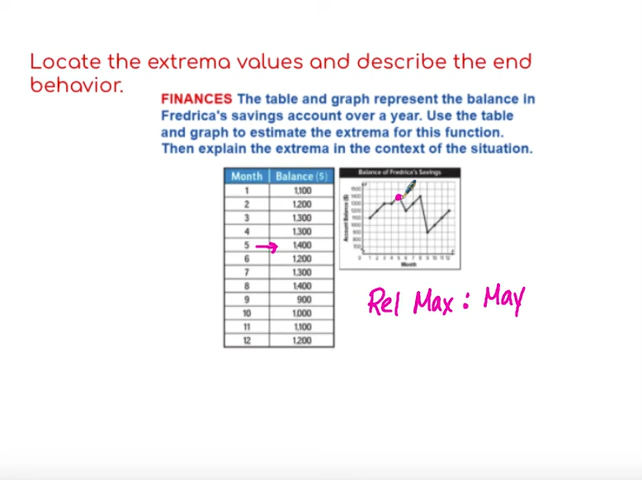 Locate the extrema values and describe the end
behavior.
FINANCES The table and graph represent the balance in
Fredrica's savings account over a year. Use the table
and graph to estimate the extrema for this function.
Then explain the extrema in the context of the situation.
Month Balance ($)
1 1,100
2 1,200
3 1,300
4 1,300
5 1,400
6 1,200
7 1,300
8 1,400
9 900
10 1,000
11 1,100
12 1,200
Balance of Fredrica's Savings
Account Balance ($)
Month
Rel Max : May